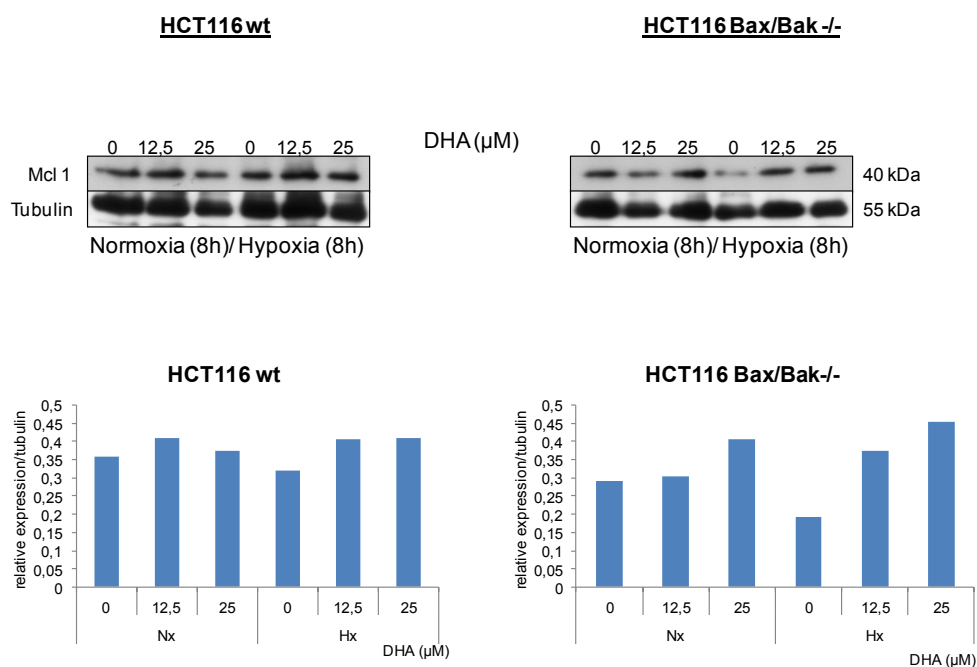 HCT116 wt
HCT116 Bax/Bak -/-
DHA (µM)
0 12,5 25 0 12,5 25
0 12,5 25 0 12,5 25
Mcl 1
40 kDa
Tubulin
55 kDa
Normoxia (8h)/ Hypoxia (8h)
Normoxia (8h)/ Hypoxia (8h)
HCT116 wt
relative expression/tubulin
0,5
0,45
0,4
0,35
0,3
0,25
0,2
0,15
0,1
0,05
0
0 12,5 25 0 12,5 25
Nx Hx
DHA (µM)
HCT116 Bax/Bak-/-
relative expression/tubulin
0,5
0,45
0,4
0,35
0,3
0,25
0,2
0,15
0,1
0,05
0
0 12,5 25 0 12,5 25
Nx Hx
DHA (µM)